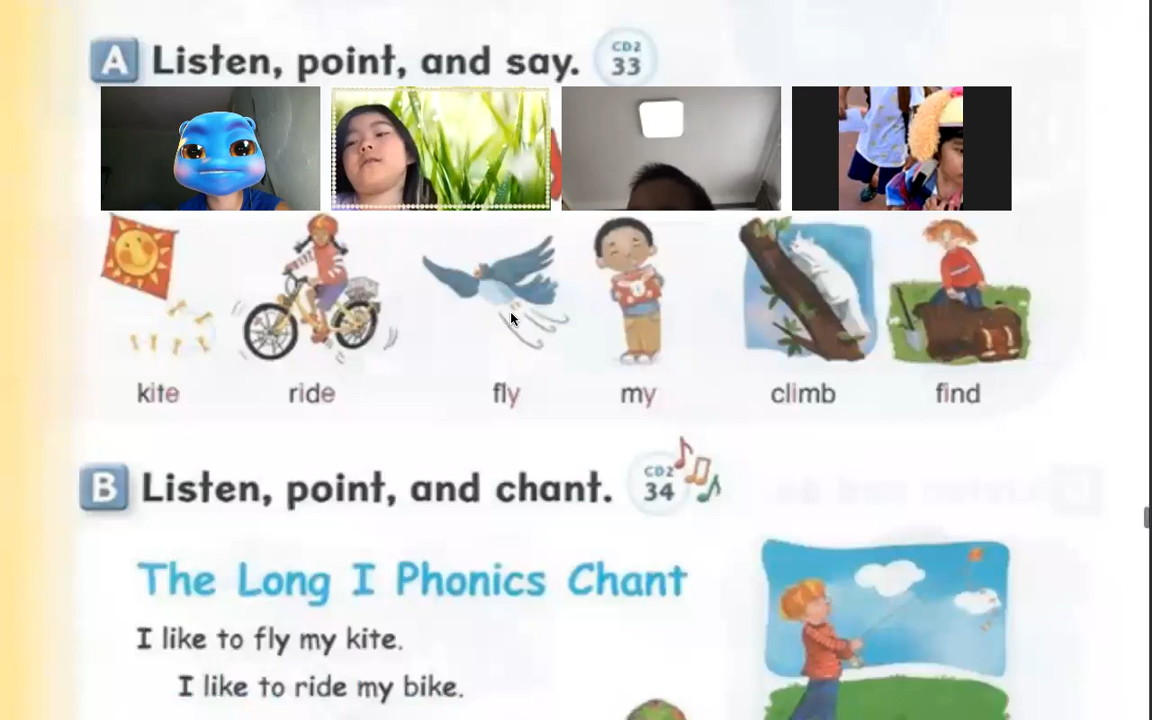 A Listen, point, and say. CD2 33
kite ride fly my climb find
B Listen, point, and chant. CD2 34
The Long I Phonics Chant
I like to fly my kite.
I like to ride my bike.